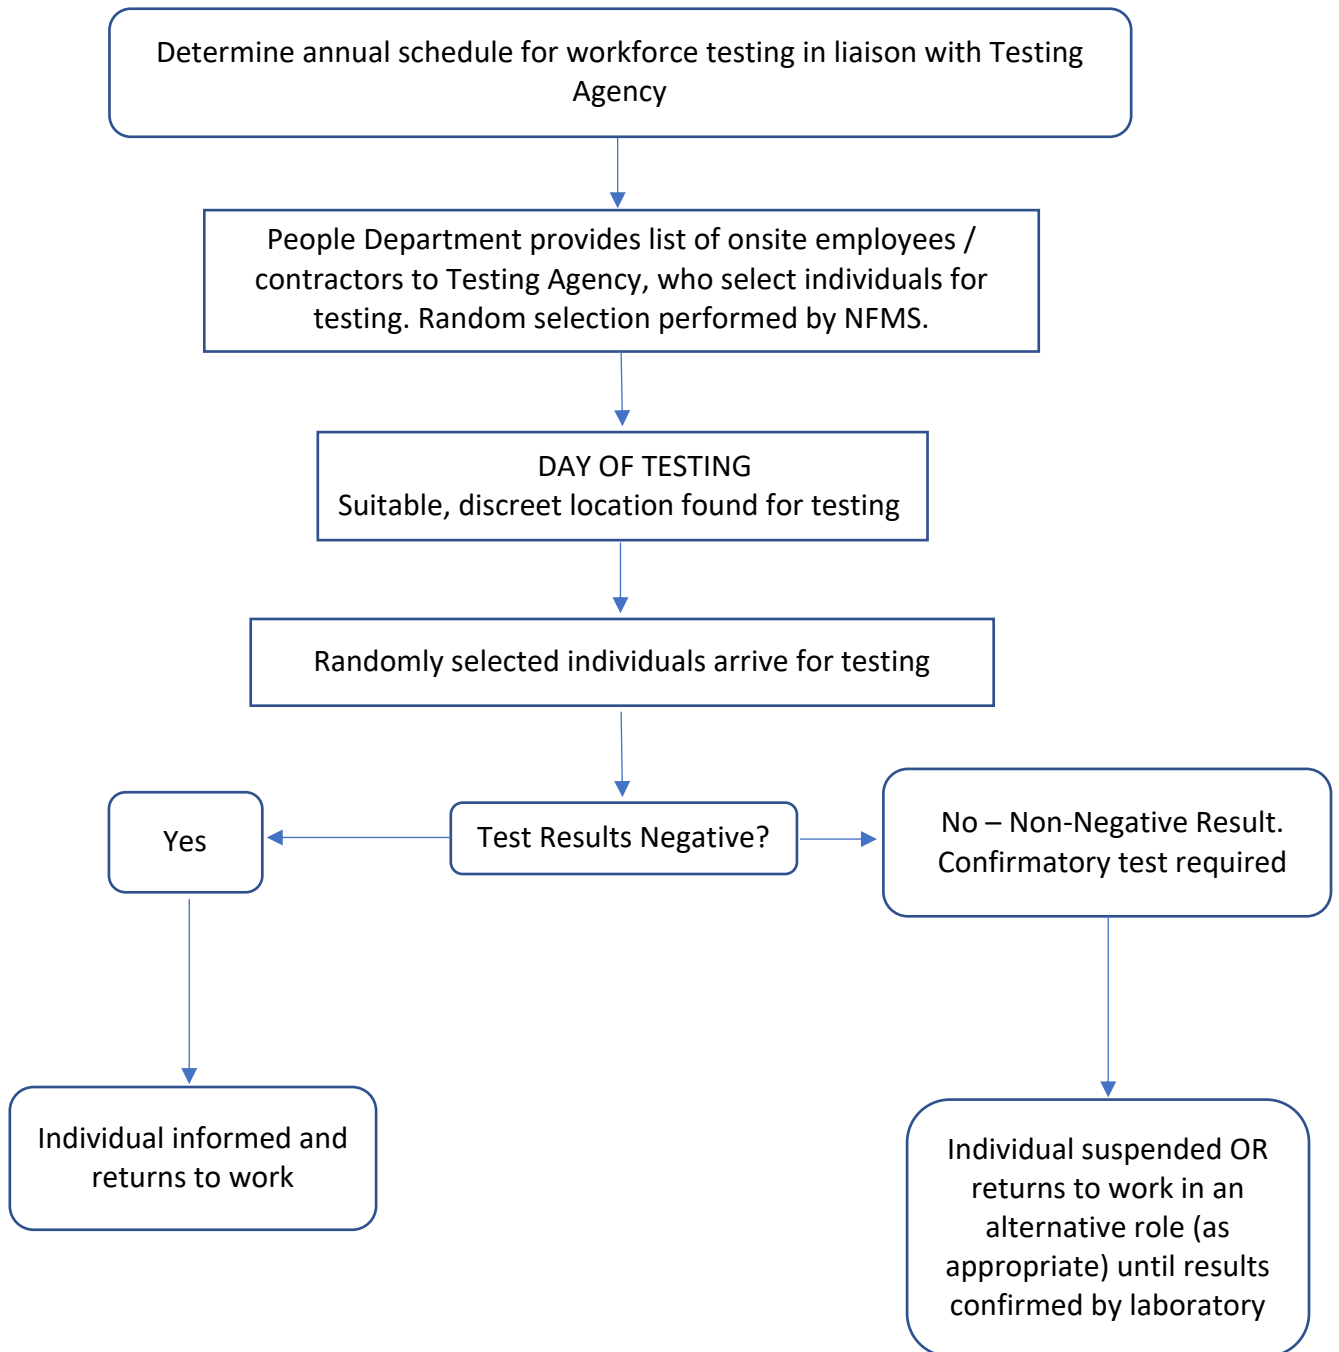 Determine annual schedule for workforce testing in liaison with Testing
Agency
People Department provides list of onsite employees /
contractors to Testing Agency, who select individuals for
testing. Random selection performed by NFMS.
DAY OF TESTING
Suitable, discreet location found for testing
Randomly selected individuals arrive for testing
Yes
Test Results Negative?
No – Non-Negative Result.
Confirmatory test required
Individual informed and
returns to work
Individual suspended OR
returns to work in an
alternative role (as
appropriate) until results
confirmed by laboratory